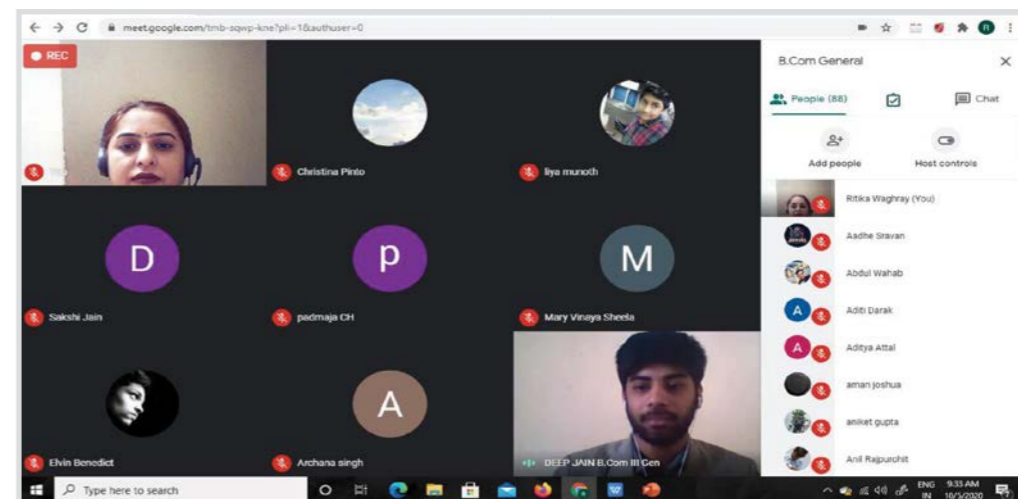 meet.google.com/tmb-sqwp-kne?pli=1&authuser=0
R
REC
You
Christina Pinto
liya munoth
D
Sakshi Jain
p
padmaja CH
M
Mary Vinaya Sheela
Elvin Benedict
A
Archana singh
DEEP JAIN B.Com III Gen
B.Com General
People (88)
Chat
Add people
Host controls
Ritika Waghray (You)
Aadhe Sravan
Abdul Wahab
A
Aditi Darak
A
Aditya Attal
aman joshua
aniket gupta
Anil Rajpurohit
Type here to search
ENG
IN
9:33 AM
10/5/2020